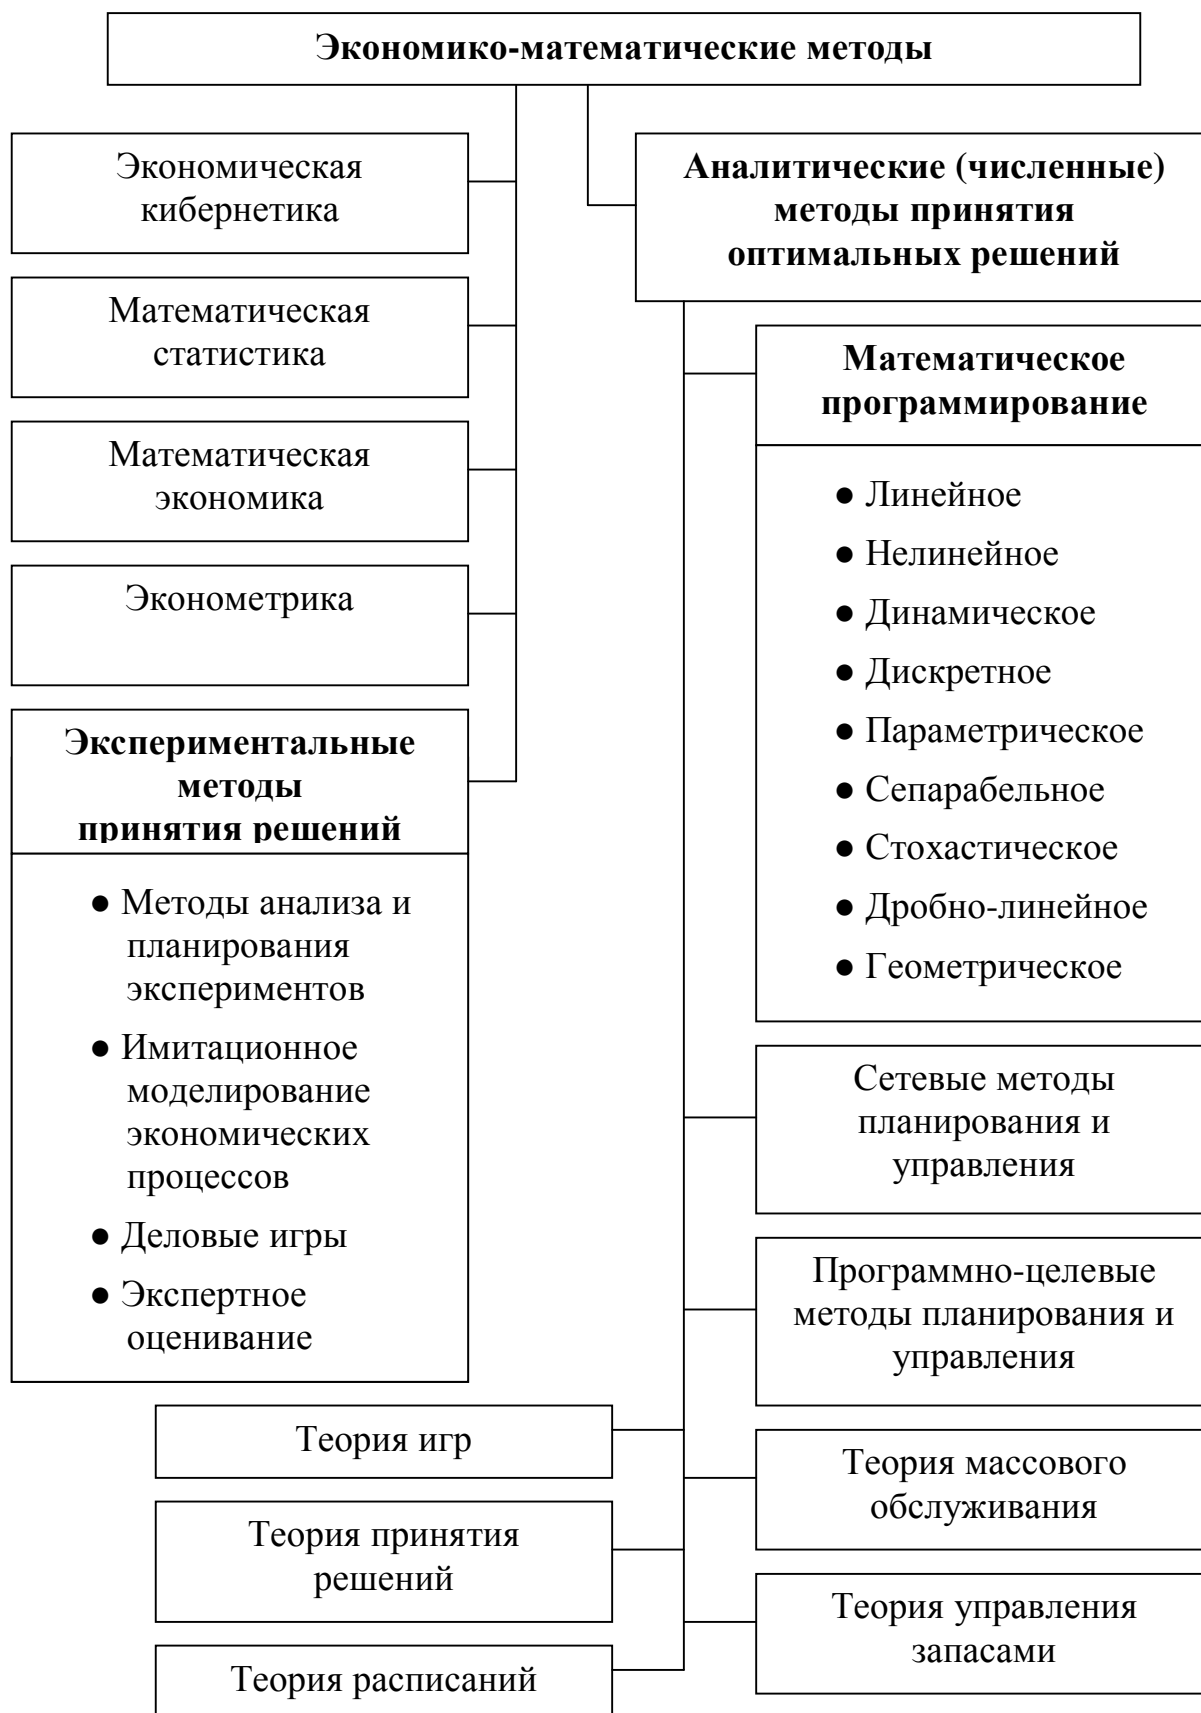 Экономико-математические методы
Экономическая
кибернетика
Математическая
статистика
Математическая
экономика
Эконометрика
Экспериментальные
методы
принятия решений
● Методы анализа и
планирования
экспериментов
● Имитационное
моделирование
экономических
процессов
● Деловые игры
● Экспертное
оценивание
Аналитические (численные)
методы принятия
оптимальных решений
Математическое
программирование
● Линейное
● Нелинейное
● Динамическое
● Дискретное
● Параметрическое
● Сепарабельное
● Стохастическое
● Дробно-линейное
● Геометрическое
Сетевые методы
планирования и
управления
Программно-целевые
методы планирования и
управления
Теория массового
обслуживания
Теория управления
запасами
Теория игр
Теория принятия
решений
Теория расписаний